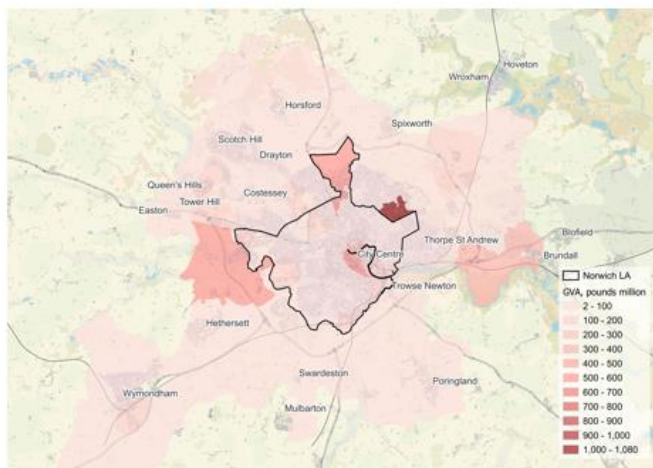 Hoveton
Wroxham
Horsford
Spixworth
Scotch Hill
Drayton
Queen's Hills
Costessey
Tower Hill
Easton
Thorpe St Andrew
Blofield
City Centre
Brundall
Trowse Newton
Hethersett
Swardeston
Wymondham
Poringland
Mulbarton
Norwich LA
GVA, pounds million
2 - 100
100 - 200
200 - 300
300 - 400
400 - 500
500 - 600
600 - 700
700 - 800
800 - 900
900 - 1,000
1,000 - 1,080